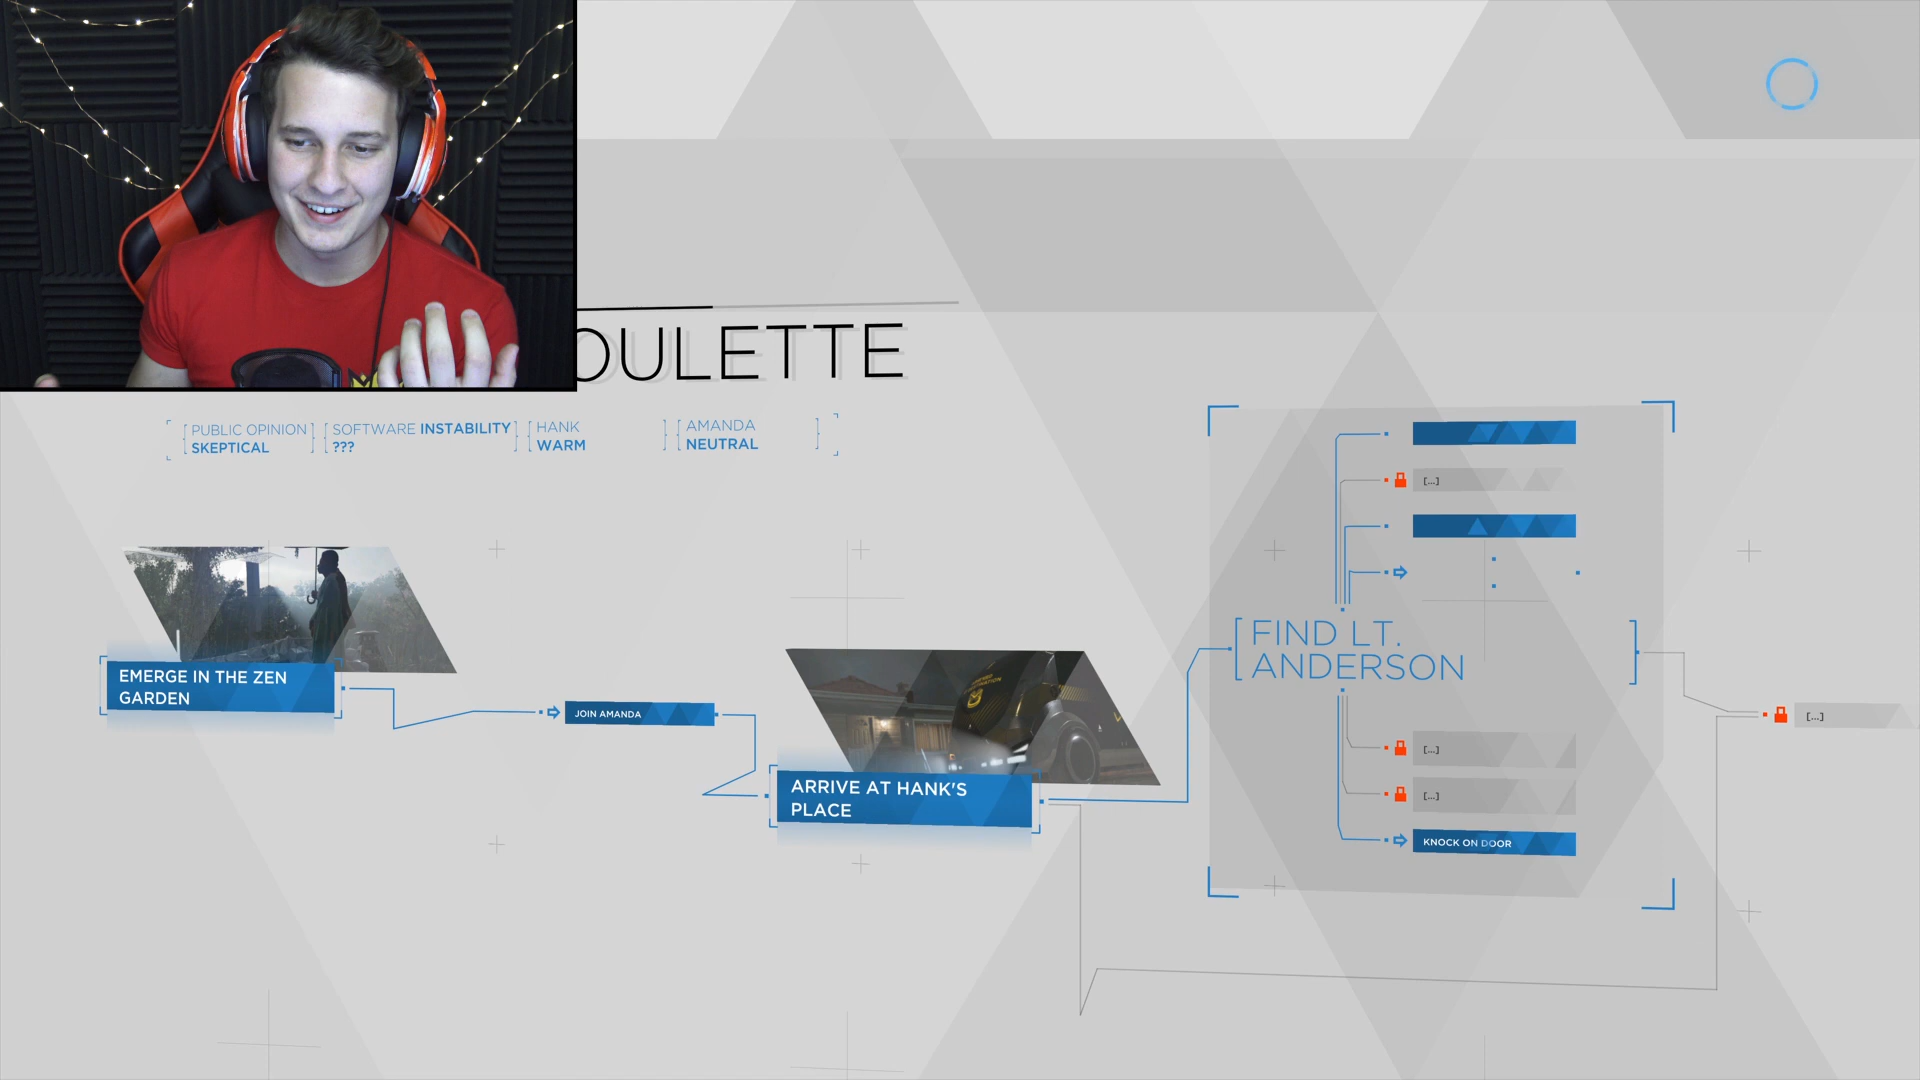 OULETTE
PUBLIC OPINION
SKEPTICAL
SOFTWARE INSTABILITY
???
HANK
WARM
AMANDA
NEUTRAL
[...]
FIND LT.
ANDERSON
EMERGE IN THE ZEN
GARDEN
JOIN AMANDA
[...]
ARRIVE AT HANK'S
PLACE
[...]
[...]
KNOCK ON DOOR